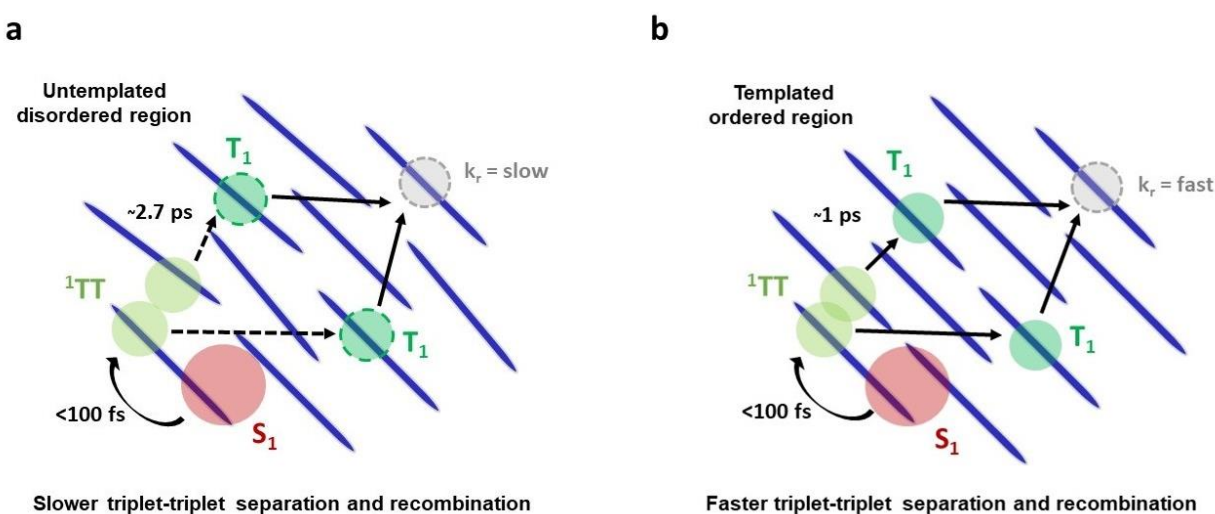 a
Untemplated
disordered region
T₁
kᵣ = slow
~2.7 ps
¹TT
T₁
<100 fs
S₁
Slower triplet-triplet separation and recombination
b
Templated
ordered region
T₁
kᵣ = fast
~1 ps
¹TT
T₁
<100 fs
S₁
Faster triplet-triplet separation and recombination